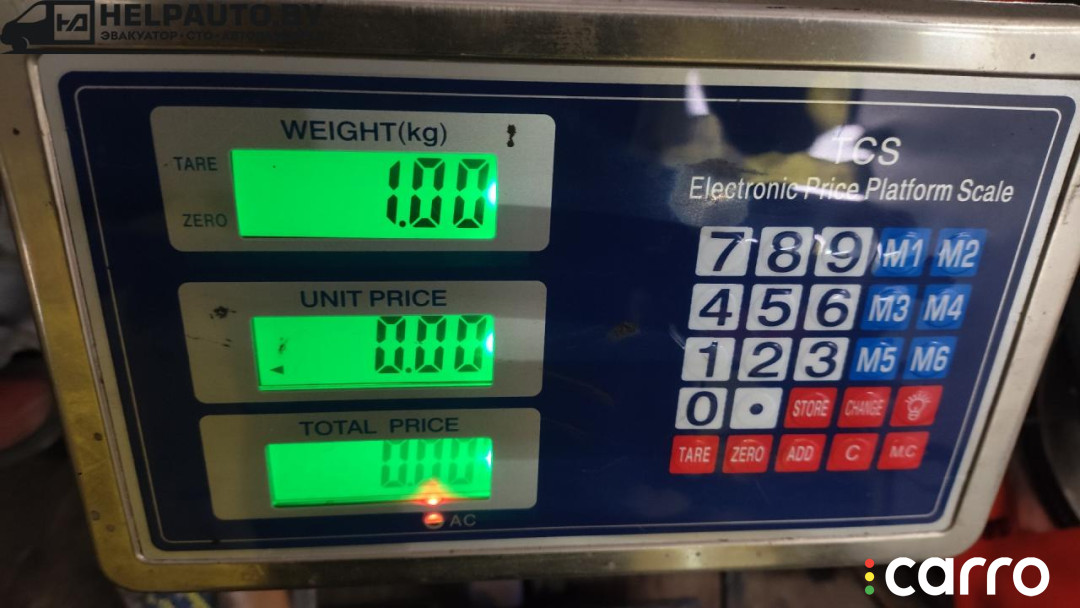 HELPAUTO.BY
ЭВАКУАТОР•СТО•АВТО
WEIGHT(kg)
TARE
1.00
ZERO
UNIT PRICE
0.00
TOTAL PRICE
0.00
AC
TCS
Electronic Price Platform Scale
7 8 9 M1 M2
4 5 6 M3 M4
1 2 3 M5 M6
0 • STORE CHANGE
TARE ZERO ADD C M.C
carro